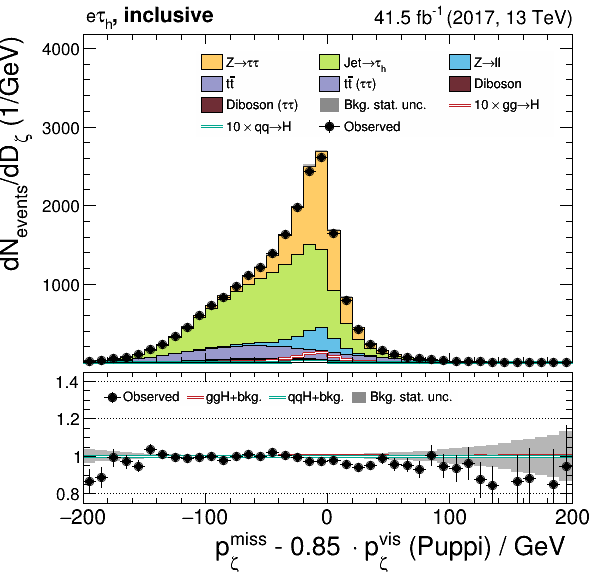 eτh, inclusive 41.5 fb-1 (2017, 13 TeV)
dNevents/dDζ (1/GeV)
4000
3000
2000
1000
Z→ττ Jet→τh Z→ll
tt̄ tt̄ (ττ) Diboson
Diboson (ττ) Bkg. stat. unc. 10 × gg→H
10 × qq→H Observed
1.4
1.2
1
0.8
Observed ggH+bkg. qqH+bkg. Bkg. stat. unc.
−200 −100 0 100 200
pζmiss - 0.85 · pζvis (Puppi) / GeV